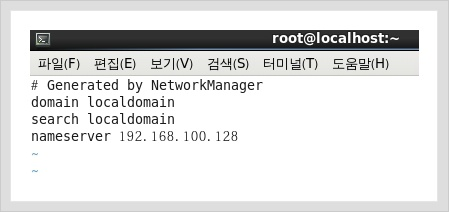 root@localhost:~
파일(F) 편집(E) 보기(V) 검색(S) 터미널(T) 도움말(H)
# Generated by NetworkManager
domain localdomain
search localdomain
nameserver 192.168.100.128
~
~